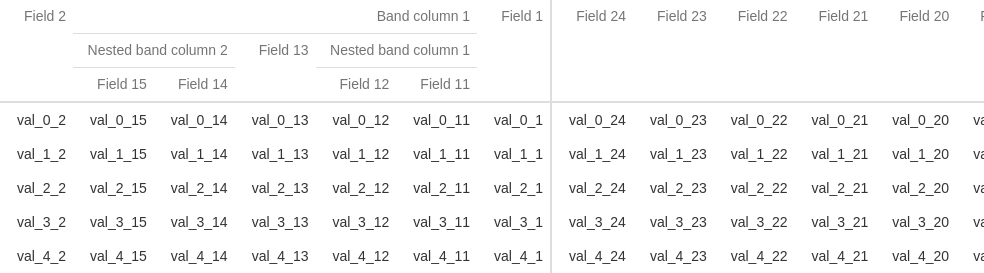 Field 2 Band column 1 Field 1 Field 24 Field 23 Field 22 Field 21 Field 20
Nested band column 2 Field 13 Nested band column 1
Field 15 Field 14 Field 12 Field 11
val_0_2 val_0_15 val_0_14 val_0_13 val_0_12 val_0_11 val_0_1 val_0_24 val_0_23 val_0_22 val_0_21 val_0_20
val_1_2 val_1_15 val_1_14 val_1_13 val_1_12 val_1_11 val_1_1 val_1_24 val_1_23 val_1_22 val_1_21 val_1_20
val_2_2 val_2_15 val_2_14 val_2_13 val_2_12 val_2_11 val_2_1 val_2_24 val_2_23 val_2_22 val_2_21 val_2_20
val_3_2 val_3_15 val_3_14 val_3_13 val_3_12 val_3_11 val_3_1 val_3_24 val_3_23 val_3_22 val_3_21 val_3_20
val_4_2 val_4_15 val_4_14 val_4_13 val_4_12 val_4_11 val_4_1 val_4_24 val_4_23 val_4_22 val_4_21 val_4_20